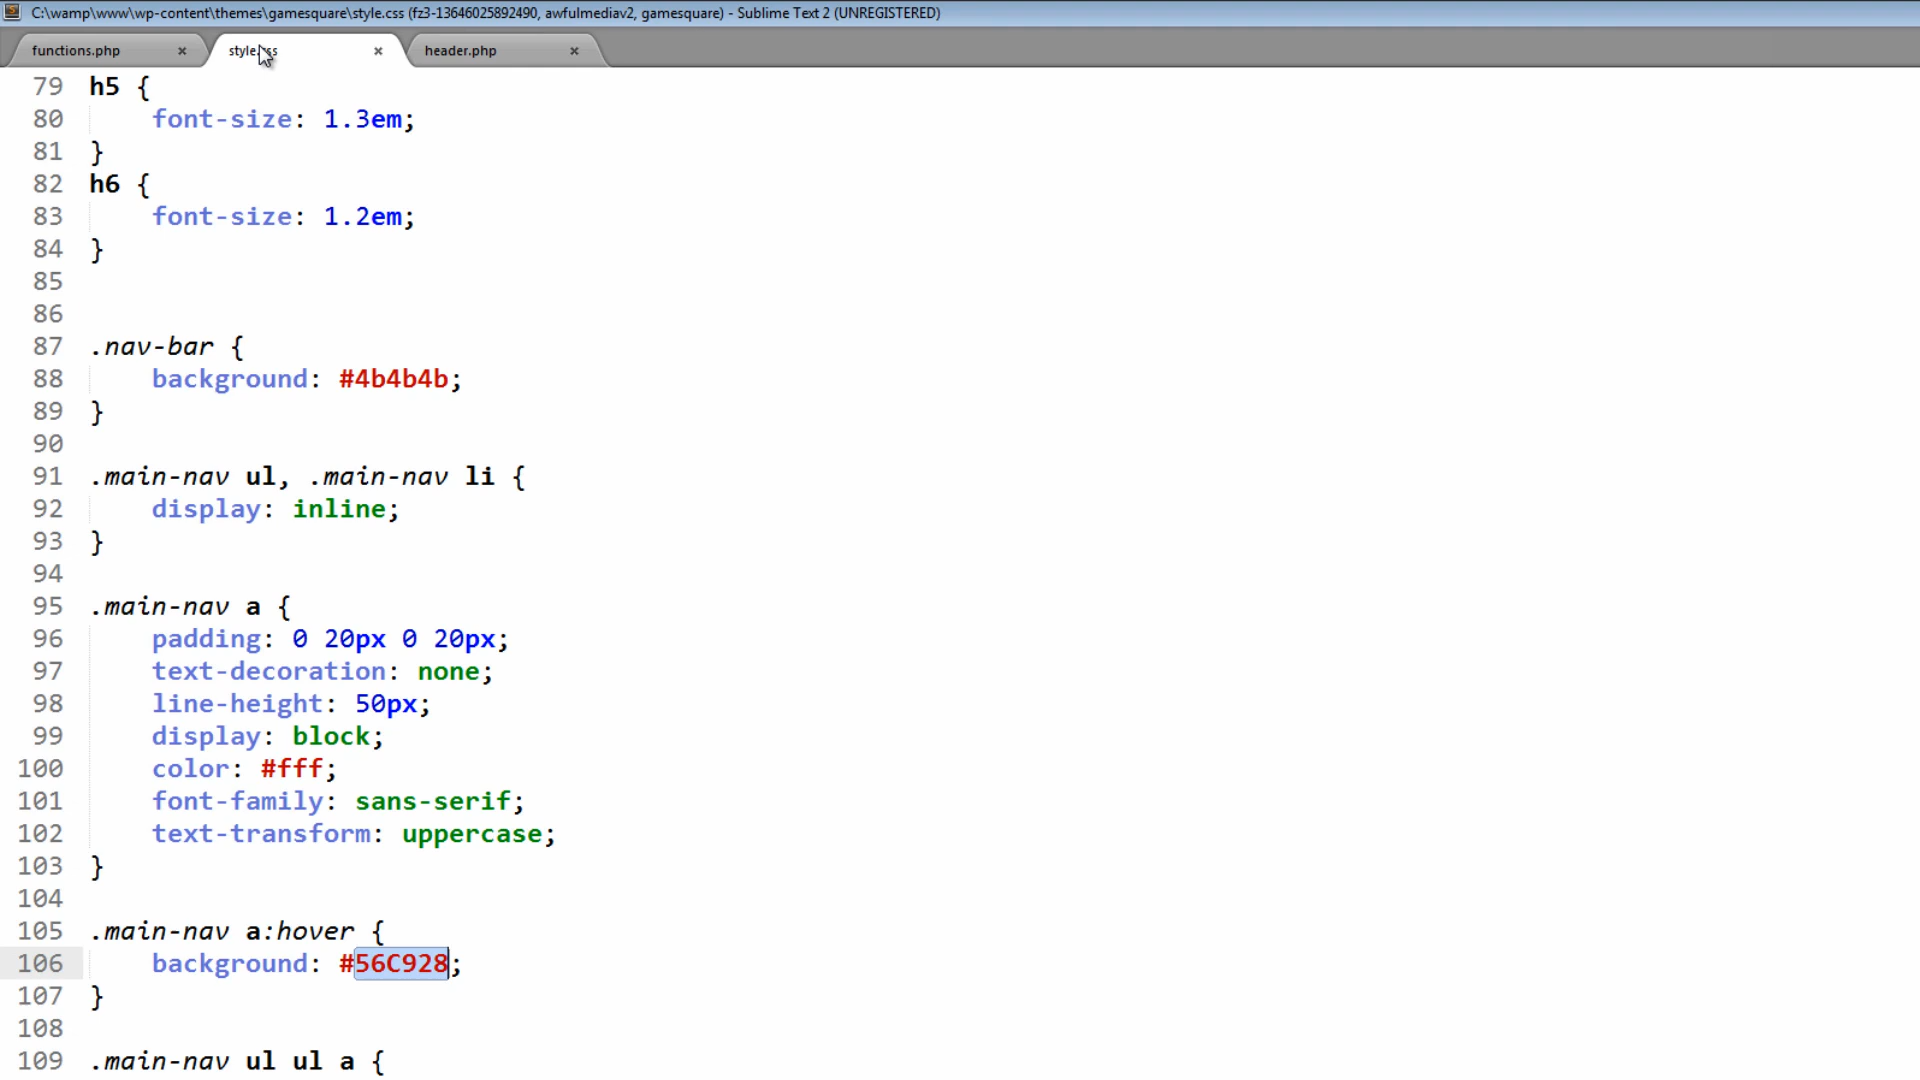 C:\wamp\www\wp-content\themes\gamesquare\style.css (fz3-13646025892490, awfulmediav2, gamesquare) - Sublime Text 2 (UNREGISTERED)
functions.php × style.css × header.php ×
79 h5 {
80 font-size: 1.3em;
81 }
82 h6 {
83 font-size: 1.2em;
84 }
85
86
87 .nav-bar {
88 background: #4b4b4b;
89 }
90
91 .main-nav ul, .main-nav li {
92 display: inline;
93 }
94
95 .main-nav a {
96 padding: 0 20px 0 20px;
97 text-decoration: none;
98 line-height: 50px;
99 display: block;
100 color: #fff;
101 font-family: sans-serif;
102 text-transform: uppercase;
103 }
104
105 .main-nav a:hover {
106 background: #56C928;
107 }
108
109 .main-nav ul ul a {